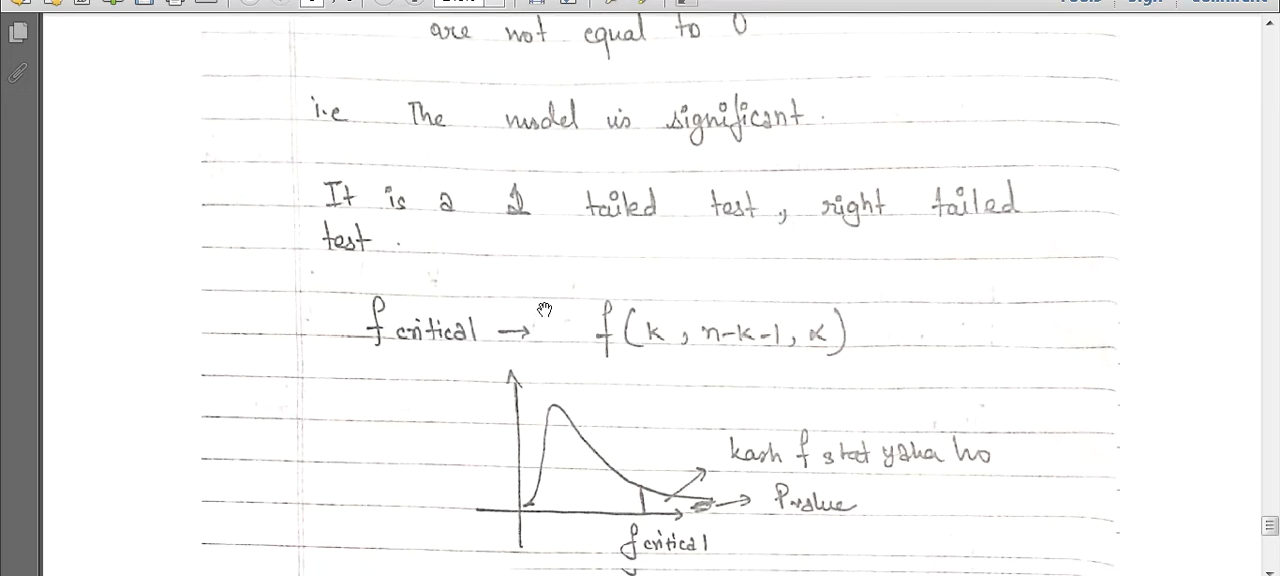 are not equal to 0
i.e The model is significant.
It is a 1 tailed test, right tailed
test.
f critical → f(k, n-k-1, α)
kash f stat yaha ho
→ Pvalue
f critical